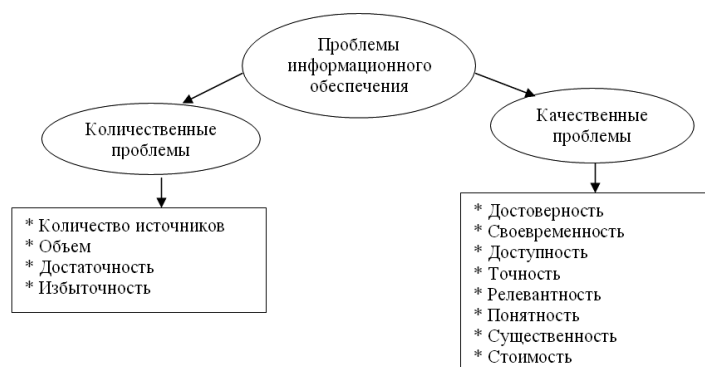 Проблемы
информационного
обеспечения
Количественные
проблемы
Качественные
проблемы
* Количество источников
* Объем
* Достаточность
* Избыточность
* Достоверность
* Своевременность
* Доступность
* Точность
* Релевантность
* Понятность
* Существенность
* Стоимость